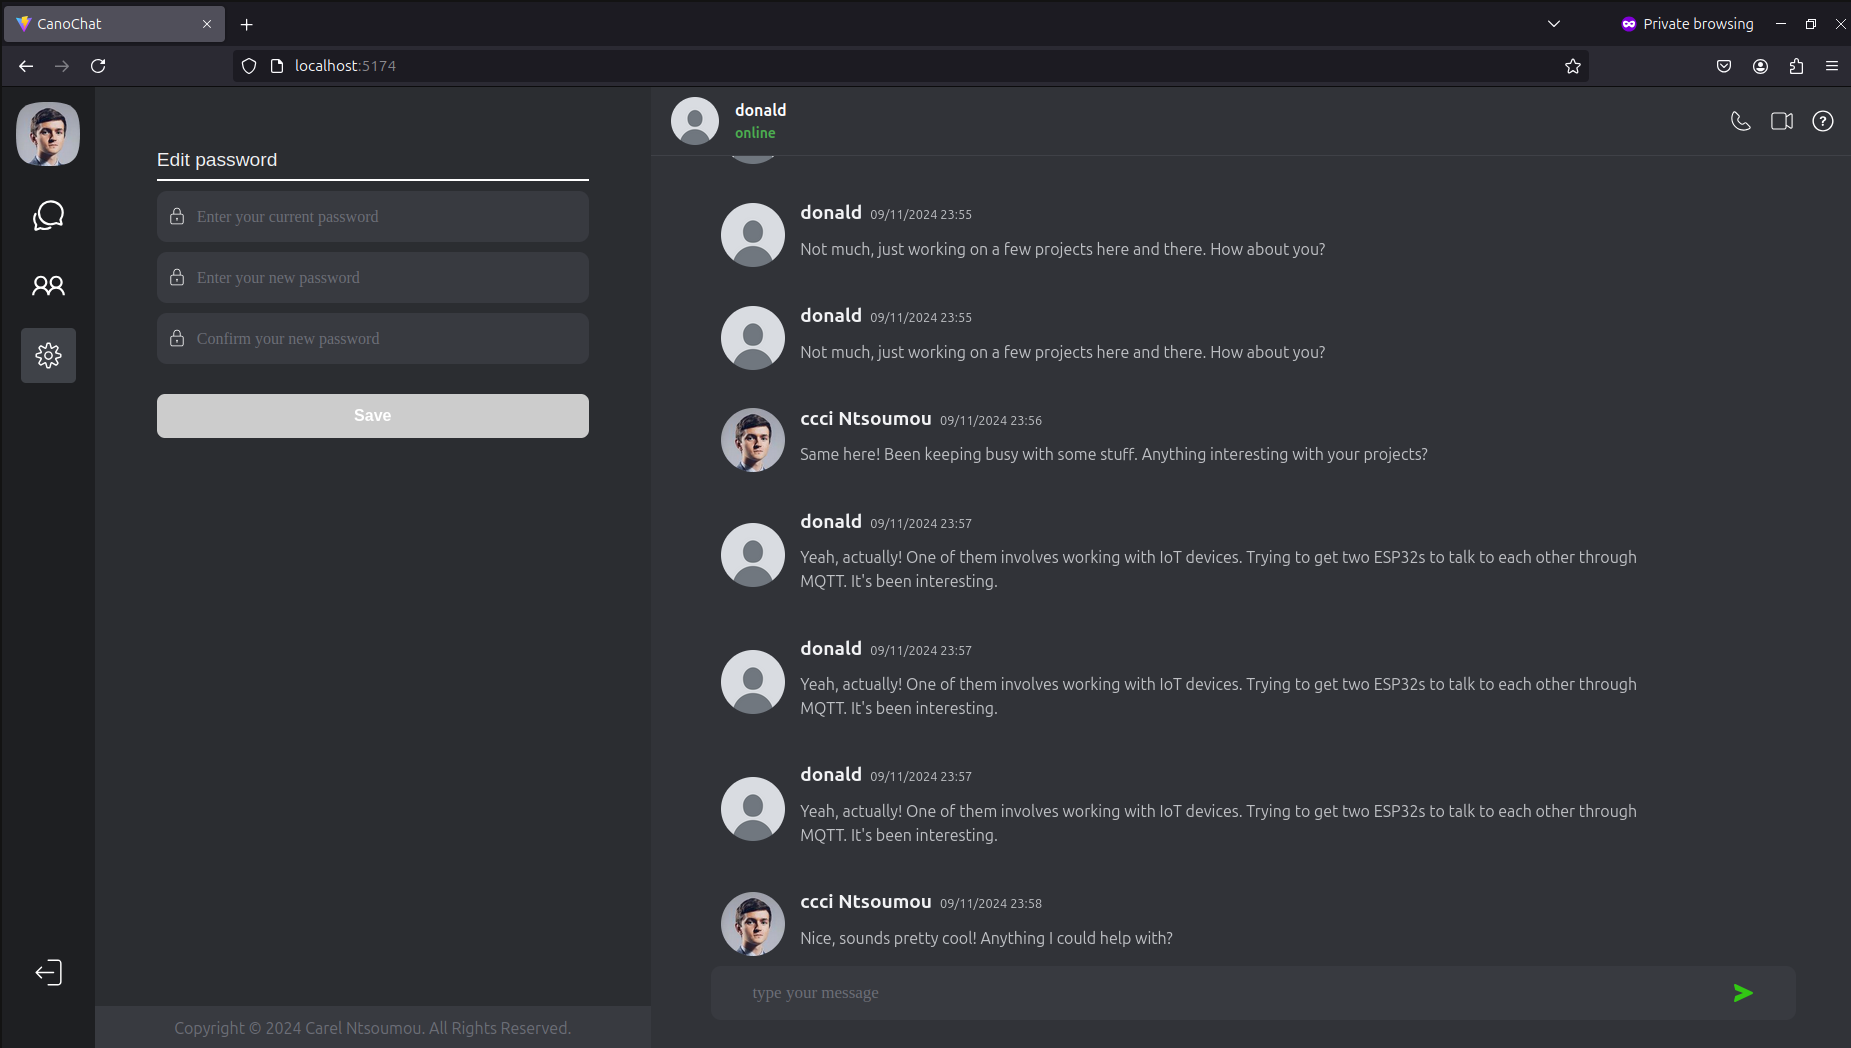 CanoChat
Private browsing
localhost:5174
Edit password
Enter your current password
Enter your new password
Confirm your new password
Save
Copyright © 2024 Carel Ntsoumou. All Rights Reserved.
donald
online
donald 09/11/2024 23:55
Not much, just working on a few projects here and there. How about you?
donald 09/11/2024 23:55
Not much, just working on a few projects here and there. How about you?
ccci Ntsoumou 09/11/2024 23:56
Same here! Been keeping busy with some stuff. Anything interesting with your projects?
donald 09/11/2024 23:57
Yeah, actually! One of them involves working with IoT devices. Trying to get two ESP32s to talk to each other through
MQTT. It's been interesting.
donald 09/11/2024 23:57
Yeah, actually! One of them involves working with IoT devices. Trying to get two ESP32s to talk to each other through
MQTT. It's been interesting.
donald 09/11/2024 23:57
Yeah, actually! One of them involves working with IoT devices. Trying to get two ESP32s to talk to each other through
MQTT. It's been interesting.
ccci Ntsoumou 09/11/2024 23:58
Nice, sounds pretty cool! Anything I could help with?
type your message